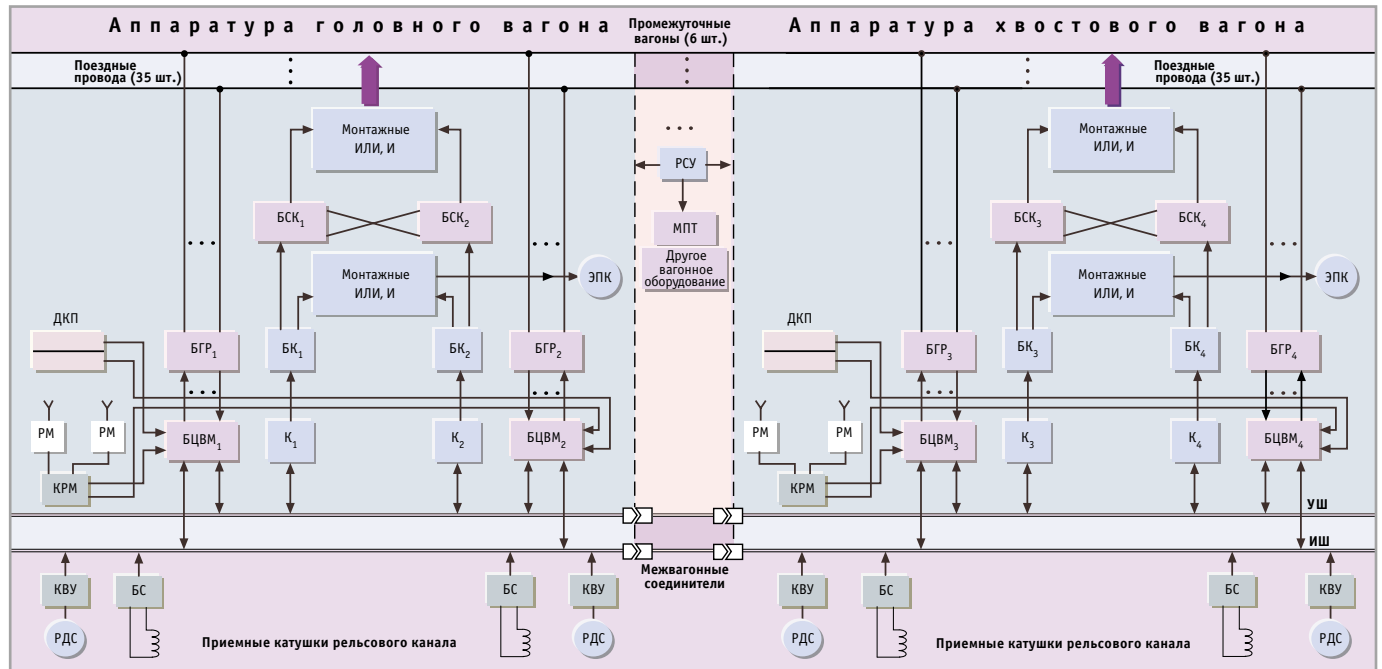 Аппаратура головного вагона
Промежуточные
вагоны (6 шт.)
Аппаратура хвостового вагона
Поездные
провода (35 шт.)
Поездные
провода (35 шт.)
Монтажные
ИЛИ, И
Монтажные
ИЛИ, И
РСУ
БСК₁
БСК₂
МПТ
БСК₃
БСК₄
Другое
вагонное
оборудование
Монтажные
ИЛИ, И
ЭПК
Монтажные
ИЛИ, И
ЭПК
ДКП
ДКП
БГР₁
БК₁
БК₂
БГР₂
БГР₃
БК₃
БК₄
БГР₄
РМ
РМ
БЦВМ₁
К₁
К₂
БЦВМ₂
РМ
РМ
БЦВМ₃
К₃
К₄
БЦВМ₄
КРМ
КРМ
УШ
ИШ
Межвагонные
соединители
КВУ
БС
БС
КВУ
КВУ
БС
БС
КВУ
РДС
Приемные катушки рельсового канала
РДС
РДС
Приемные катушки рельсового канала
РДС